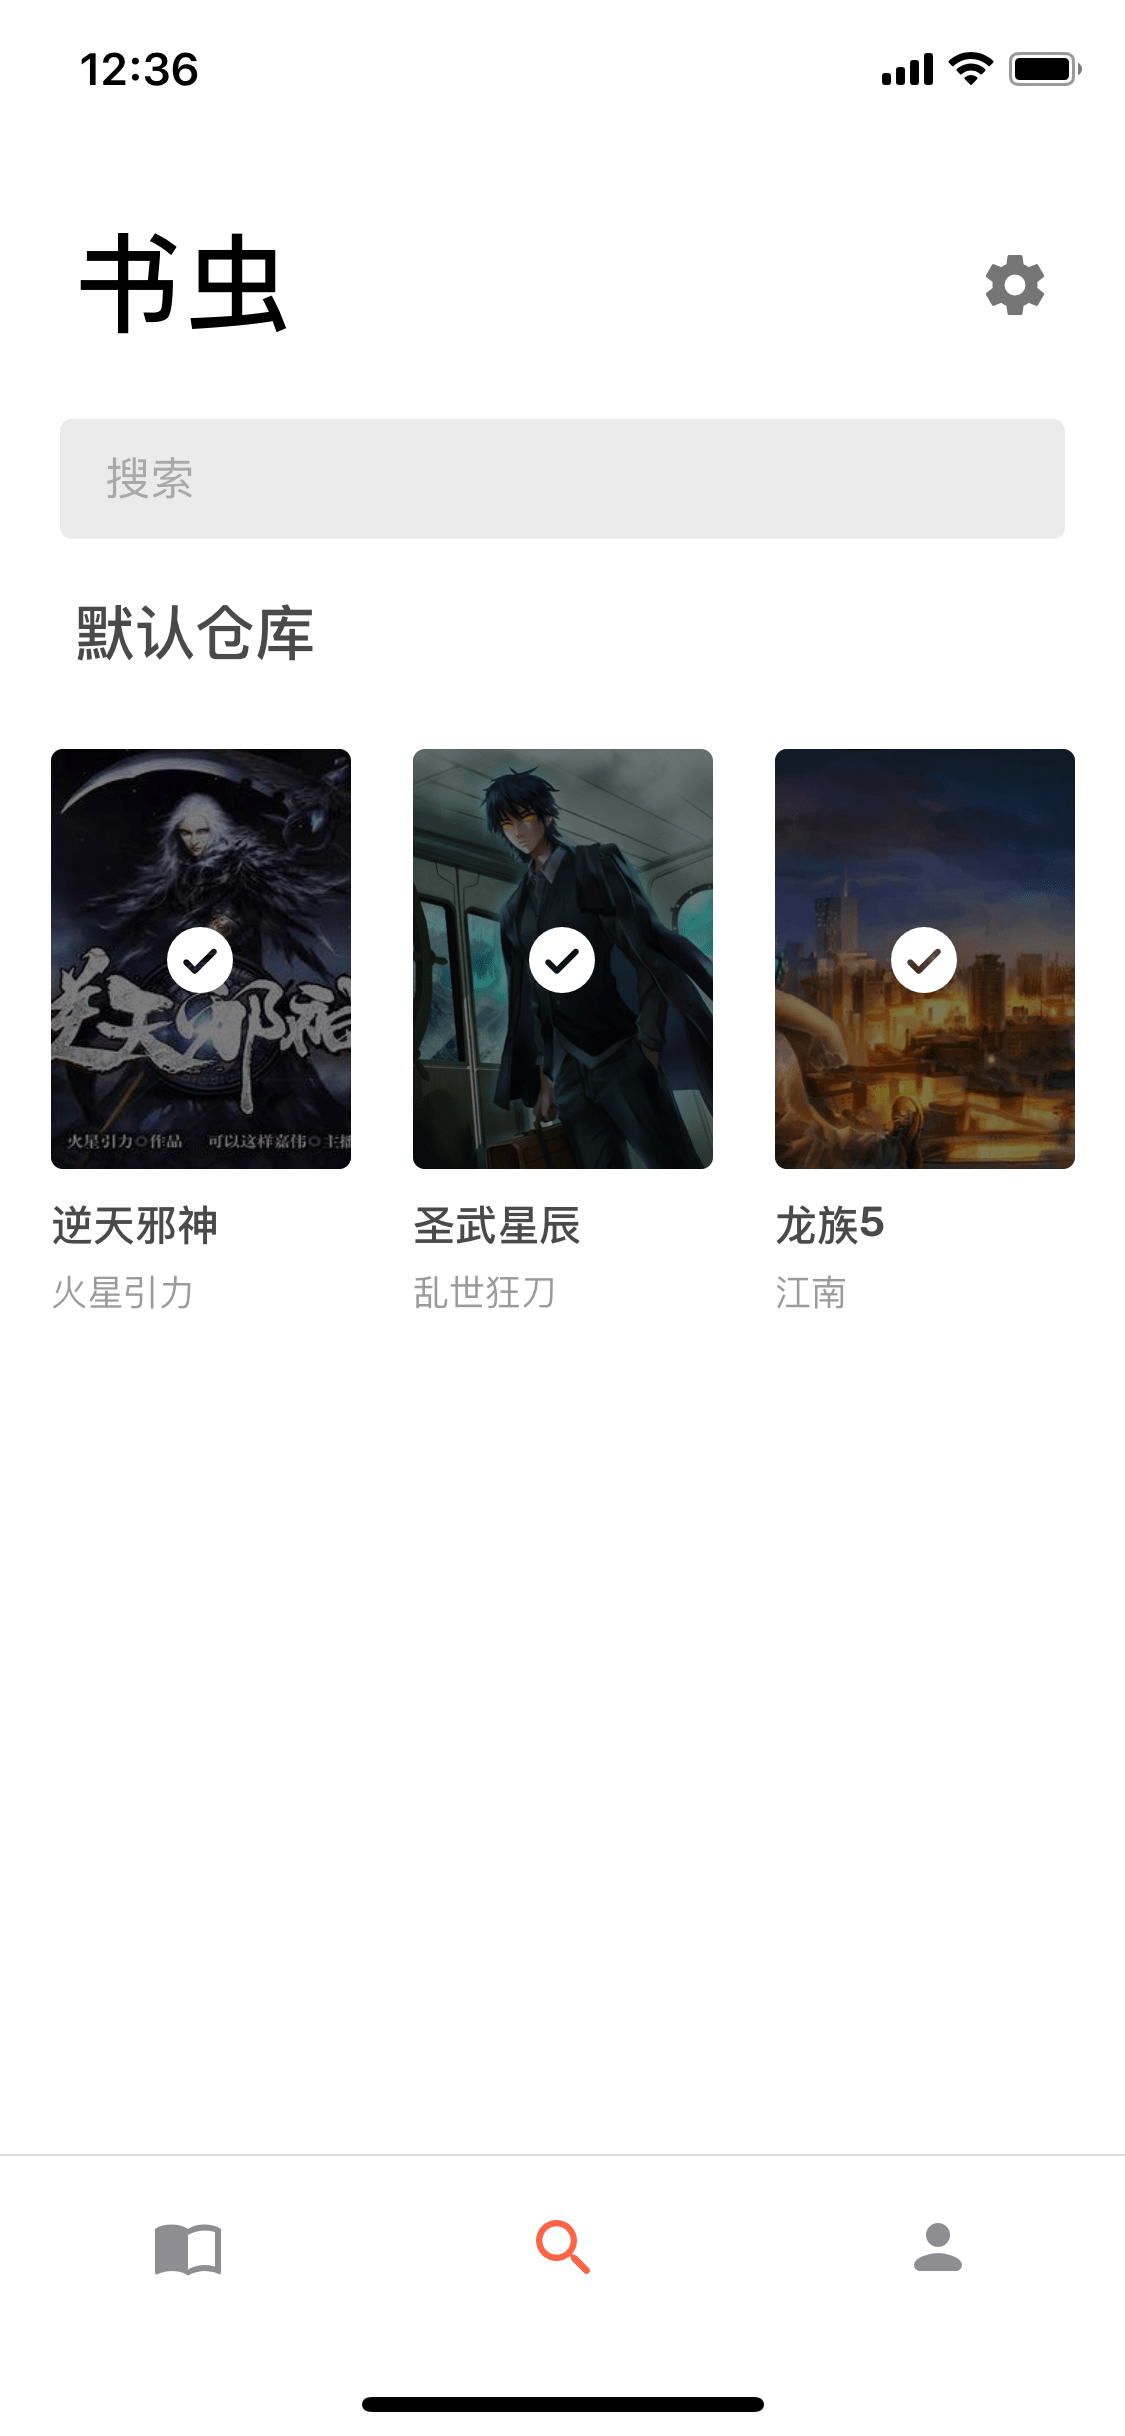 12:36
书虫
搜索
默认仓库
逆天邪神
火星引力◎作品 可以这样嘉伟◎主播
逆天邪神 圣武星辰 龙族5
火星引力 乱世狂刀 江南